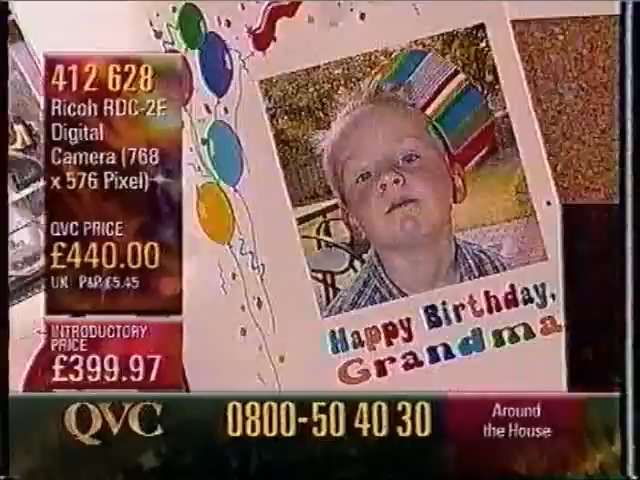 412 628
Ricoh RDC-2E
Digital
Camera (768
x 576 Pixel)
QVC PRICE
£440.00
UK P&P £5.45
INTRODUCTORY
PRICE
£399.97
Happy Birthday,
Grandma
QVC
0800-50 40 30
Around
the House